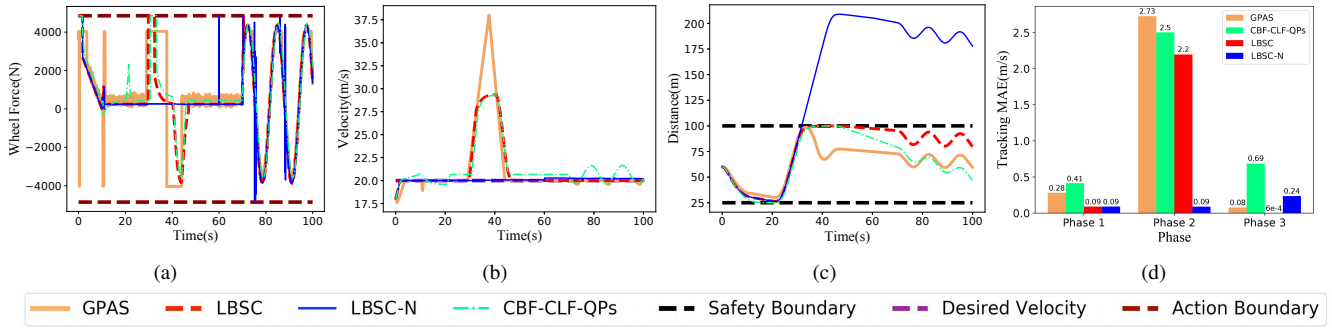 4000
2000
0
−2000
−4000
Wheel Force(N)
0 20 40 60 80 100
Time(s)
(a)
37.5
35.0
32.5
30.0
27.5
25.0
22.5
20.0
17.5
Velocity(m/s)
0 20 40 60 80 100
Time(s)
(b)
200
175
150
125
100
75
50
25
Distance(m)
0 20 40 60 80 100
Time(s)
(c)
GPAS
CBF-CLF-QPs
LBSC
LBSC-N
2.5
2.0
1.5
1.0
0.5
0.0
Tracking MAE(m/s)
0.28 0.41 0.09 0.09
2.73 2.5 2.2 0.09
0.08 0.69 6e-4 0.24
Phase 1 Phase 2 Phase 3
Phase
(d)
GPAS LBSC LBSC-N CBF-CLF-QPs Safety Boundary Desired Velocity Action Boundary